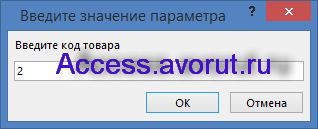 Введите значение параметра
Введите код товара
2
Access.avorut.ru
ОК
Отмена